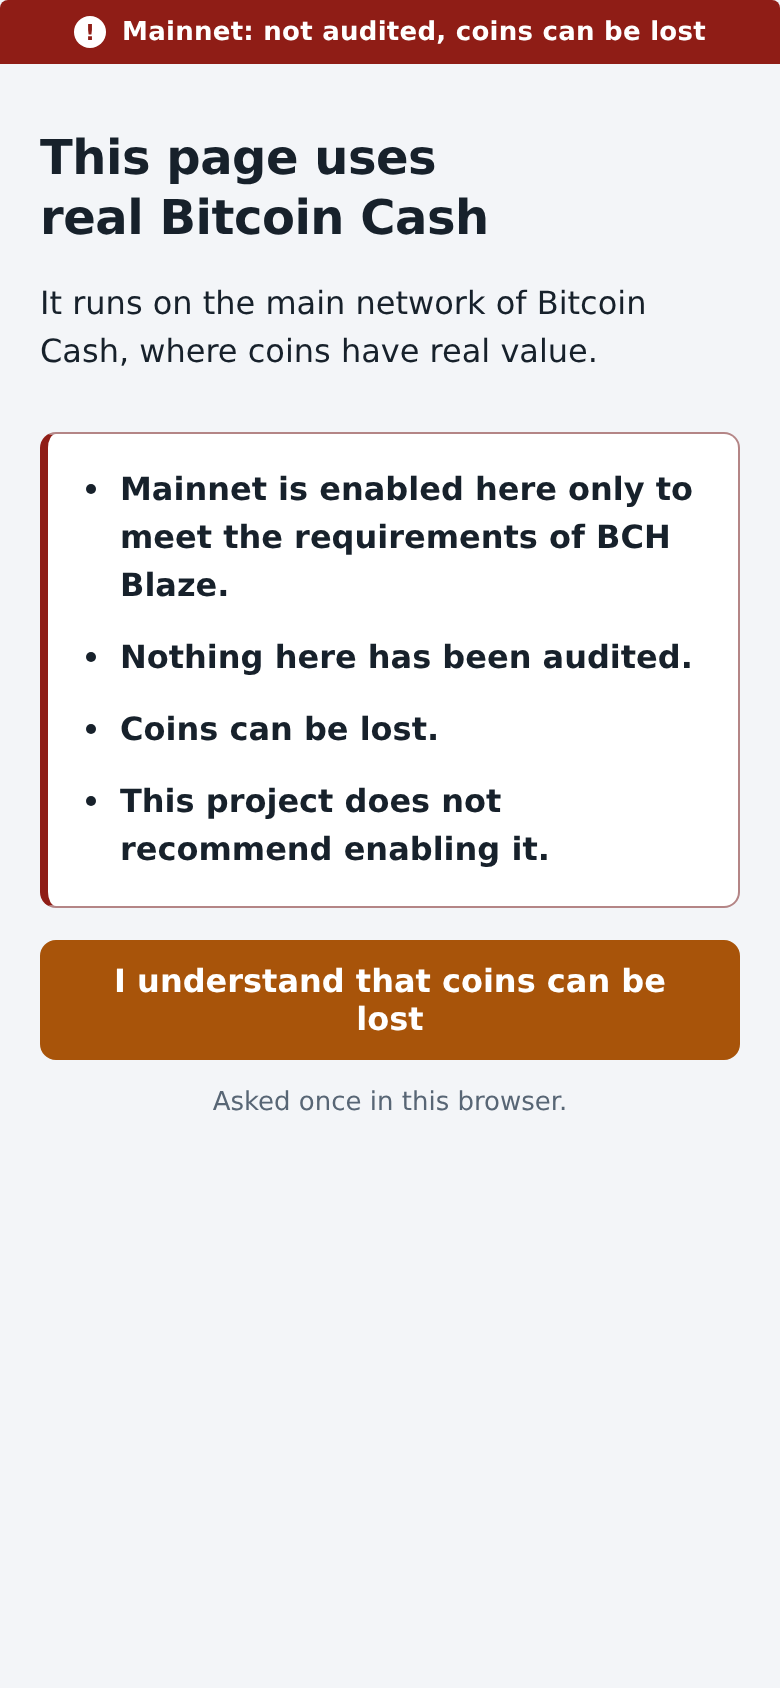 ! Mainnet: not audited, coins can be lost
This page uses
real Bitcoin Cash
It runs on the main network of Bitcoin
Cash, where coins have real value.
• Mainnet is enabled here only to
meet the requirements of BCH
Blaze.
• Nothing here has been audited.
• Coins can be lost.
• This project does not
recommend enabling it.
I understand that coins can be
lost
Asked once in this browser.